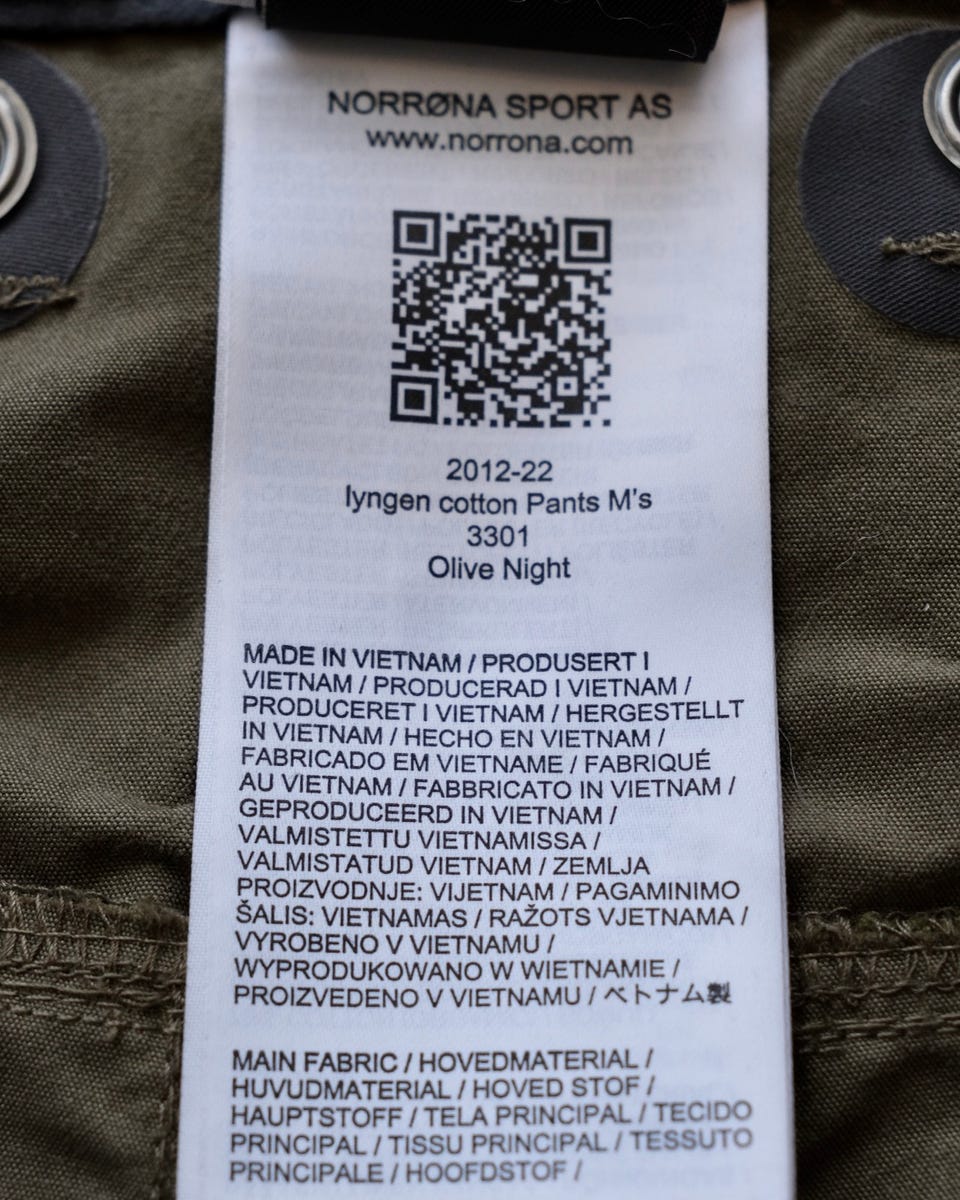 NORRØNA SPORT AS
www.norrona.com
2012-22
lyngen cotton Pants M's
3301
Olive Night
MADE IN VIETNAM / PRODUSERT I
VIETNAM / PRODUCERAD I VIETNAM /
PRODUCERET I VIETNAM / HERGESTELLT
IN VIETNAM / HECHO EN VIETNAM /
FABRICADO EM VIETNAME / FABRIQUÉ
AU VIETNAM / FABBRICATO IN VIETNAM /
GEPRODUCEERD IN VIETNAM /
VALMISTETTU VIETNAMISSA /
VALMISTATUD VIETNAM / ZEMLJA
PROIZVODNJE: VIJETNAM / PAGAMINIMO
ŠALIS: VIETNAMAS / RAŽOTS VJETNAMA /
VYROBENO V VIETNAMU /
WYPRODUKOWANO W WIETNAMIE /
PROIZVEDENO V VIETNAMU / ベトナム製
MAIN FABRIC / HOVEDMATERIAL /
HUVUDMATERIAL / HOVED STOF /
HAUPTSTOFF / TELA PRINCIPAL / TECIDO
PRINCIPAL / TISSU PRINCIPAL / TESSUTO
PRINCIPALE / HOOFDSTOF /